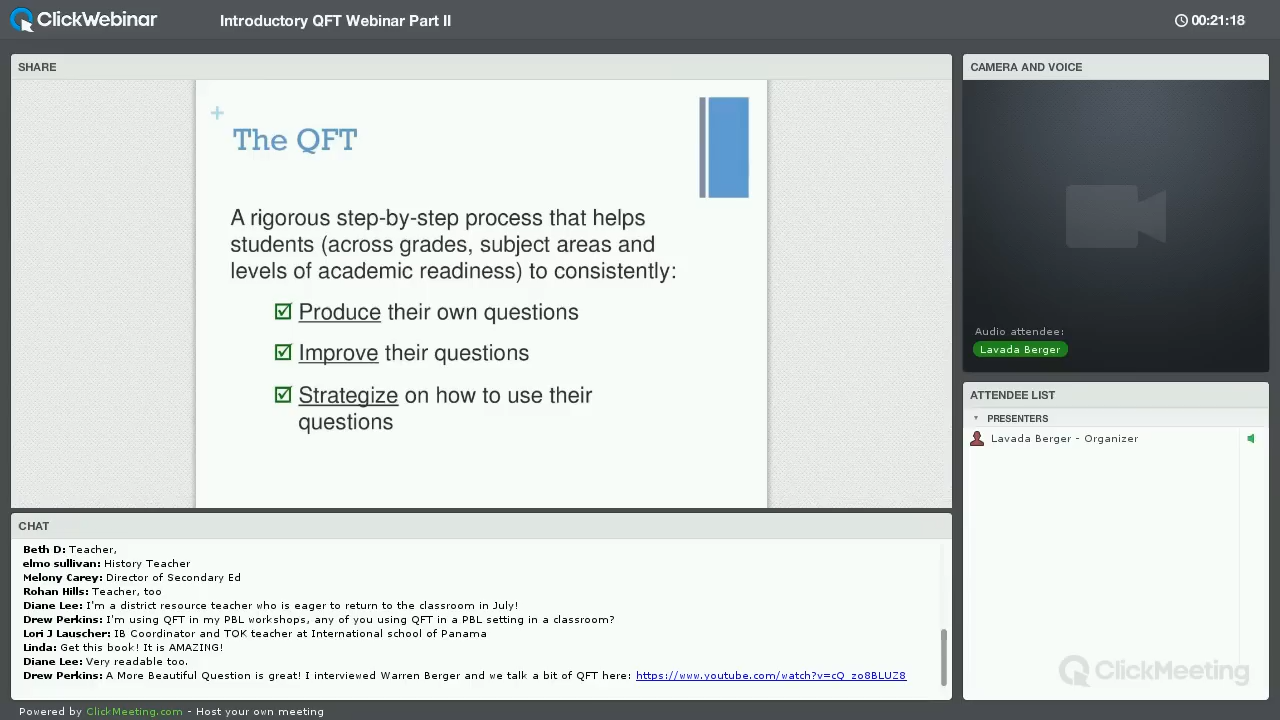 ClickWebinar
Introductory QFT Webinar Part II
00:21:18
SHARE
+
The QFT
A rigorous step-by-step process that helps
students (across grades, subject areas and
levels of academic readiness) to consistently:
Produce their own questions
Improve their questions
Strategize on how to use their
questions
CAMERA AND VOICE
Audio attendee:
Lavada Berger
ATTENDEE LIST
PRESENTERS
Lavada Berger - Organizer
CHAT
Beth D: Teacher,
elmo sullivan: History Teacher
Melony Carey: Director of Secondary Ed
Rohan Hills: Teacher, too
Diane Lee: I'm a district resource teacher who is eager to return to the classroom in July!
Drew Perkins: I'm using QFT in my PBL workshops, any of you using QFT in a PBL setting in a classroom?
Lori J Lauscher: IB Coordinator and TOK teacher at International school of Panama
Linda: Get this book! It is AMAZING!
Diane Lee: Very readable too.
Drew Perkins: A More Beautiful Question is great! I interviewed Warren Berger and we talk a bit of QFT here: https://www.youtube.com/watch?v=cQ_zo8BLUZ8
ClickMeeting
Powered by ClickMeeting.com - Host your own meeting